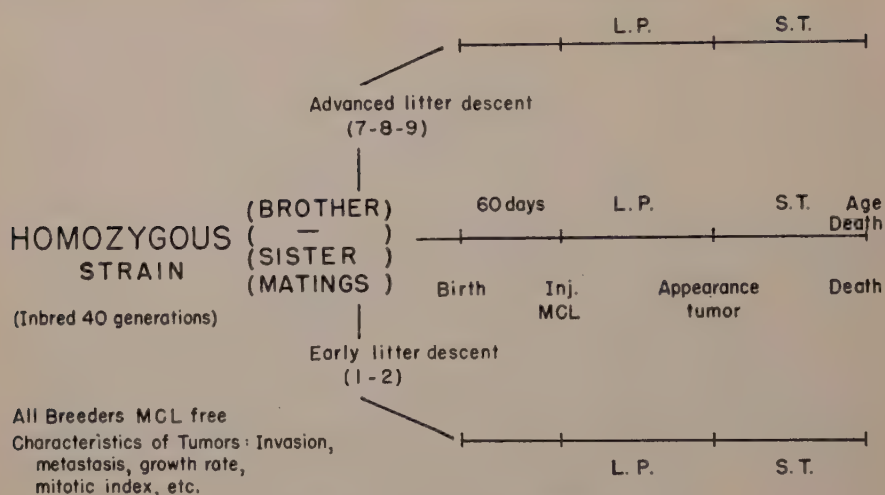 L.P. S.T.
Advanced litter descent
(7-8-9)
HOMOZYGOUS
STRAIN
(Inbred 40 generations)
(BROTHER)
( — )
(SISTER )
(MATINGS )
60 days L.P. S.T. Age
Death
Birth Inj. Appearance Death
MCL tumor
Early litter descent
(1-2)
All Breeders MCL free
Characteristics of Tumors: Invasion,
metastasis, growth rate,
mitotic index, etc.
L.P. S.T.